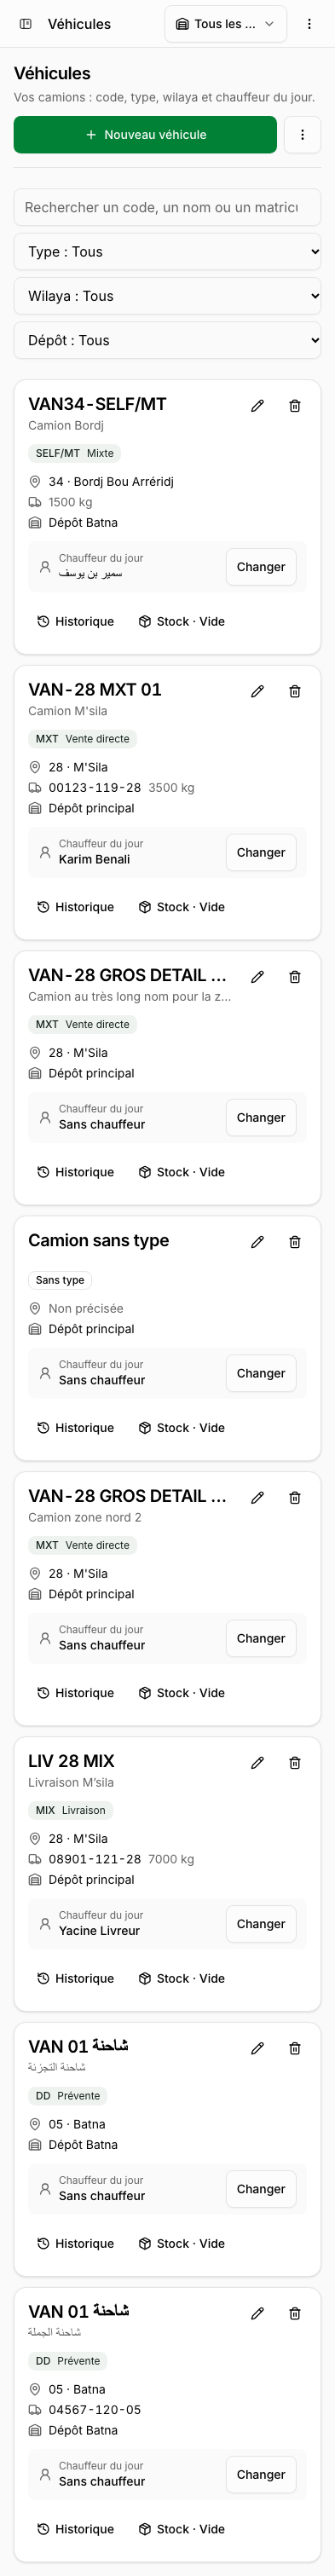 Véhicules
Tous les ...
Véhicules
Vos camions : code, type, wilaya et chauffeur du jour.
+ Nouveau véhicule
Rechercher un code, un nom ou un matricu
Type : Tous
Wilaya : Tous
Dépôt : Tous
VAN34-SELF/MT
Camion Bordj
SELF/MT Mixte
34 · Bordj Bou Arréridj
1500 kg
Dépôt Batna
Chauffeur du jour
سمير بن يوسف
Changer
Historique Stock · Vide
VAN-28 MXT 01
Camion M'sila
MXT Vente directe
28 · M'Sila
00123-119-28 3500 kg
Dépôt principal
Chauffeur du jour
Karim Benali
Changer
Historique Stock · Vide
VAN-28 GROS DETAIL ...
Camion au très long nom pour la z...
MXT Vente directe
28 · M'Sila
Dépôt principal
Chauffeur du jour
Sans chauffeur
Changer
Historique Stock · Vide
Camion sans type
Sans type
Non précisée
Dépôt principal
Chauffeur du jour
Sans chauffeur
Changer
Historique Stock · Vide
VAN-28 GROS DETAIL ...
Camion zone nord 2
MXT Vente directe
28 · M'Sila
Dépôt principal
Chauffeur du jour
Sans chauffeur
Changer
Historique Stock · Vide
LIV 28 MIX
Livraison M'sila
MIX Livraison
28 · M'Sila
08901-121-28 7000 kg
Dépôt principal
Chauffeur du jour
Yacine Livreur
Changer
Historique Stock · Vide
VAN 01 شاحنة
شاحنة التجزئة
DD Prévente
05 · Batna
Dépôt Batna
Chauffeur du jour
Sans chauffeur
Changer
Historique Stock · Vide
VAN 01 شاحنة
شاحنة الجملة
DD Prévente
05 · Batna
04567-120-05
Dépôt Batna
Chauffeur du jour
Sans chauffeur
Changer
Historique Stock · Vide